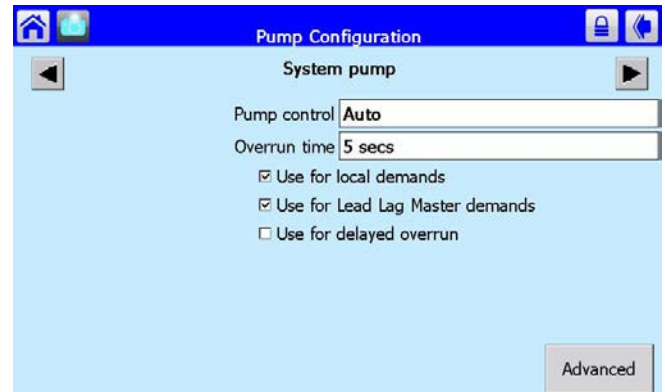 Pump Configuration
System pump
Pump control Auto
Overrun time 5 secs
Use for local demands
Use for Lead Lag Master demands
Use for delayed overrun
Advanced